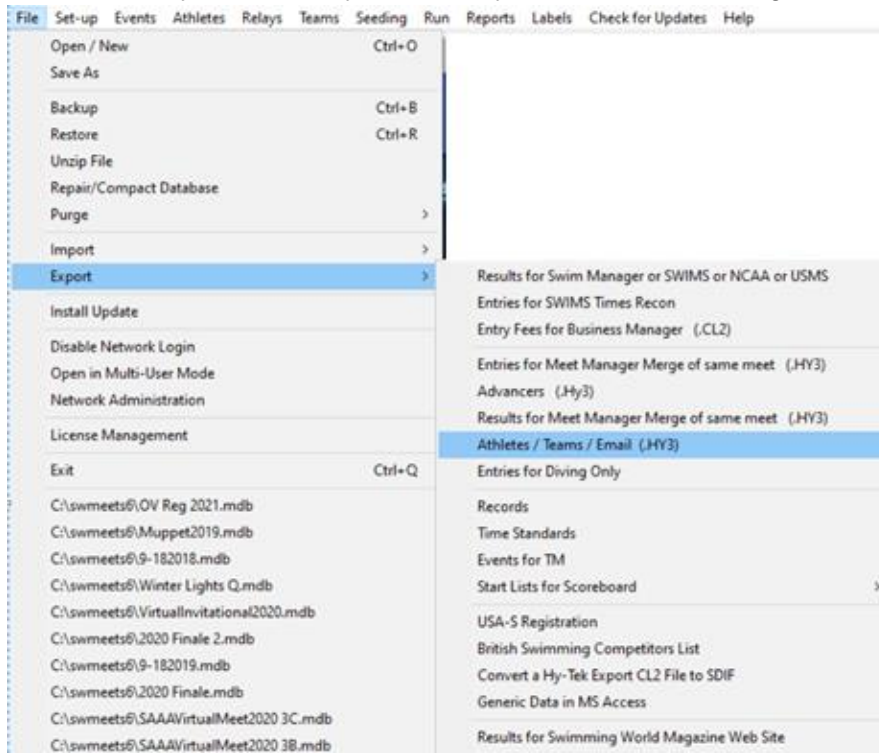 File Set-up Events Athletes Relays Teams Seeding Run Reports Labels Check for Updates Help
Open / New Ctrl+O
Save As
Backup Ctrl+B
Restore Ctrl+R
Unzip File
Repair/Compact Database
Purge >
Import >
Export >
Install Update
Disable Network Login
Open in Multi-User Mode
Network Administration
License Management
Exit Ctrl+Q
C:\swmeets6\OV Reg 2021.mdb
C:\swmeets6\Muppet2019.mdb
C:\swmeets6\9-182018.mdb
C:\swmeets6\Winter Lights Q.mdb
C:\swmeets6\VirtualInvitational2020.mdb
C:\swmeets6\2020 Finale 2.mdb
C:\swmeets6\9-182019.mdb
C:\swmeets6\2020 Finale.mdb
C:\swmeets6\SAAAVirtualMeet2020 3C.mdb
C:\swmeets6\SAAAVirtualMeet2020 3B.mdb
Results for Swim Manager or SWIMS or NCAA or USMS
Entries for SWIMS Times Recon
Entry Fees for Business Manager (.CL2)
Entries for Meet Manager Merge of same meet (.HY3)
Advancers (.Hy3)
Results for Meet Manager Merge of same meet (.HY3)
Athletes / Teams / Email (.HY3)
Entries for Diving Only
Records
Time Standards
Events for TM
Start Lists for Scoreboard >
USA-S Registration
British Swimming Competitors List
Convert a Hy-Tek Export CL2 File to SDIF
Generic Data in MS Access
Results for Swimming World Magazine Web Site